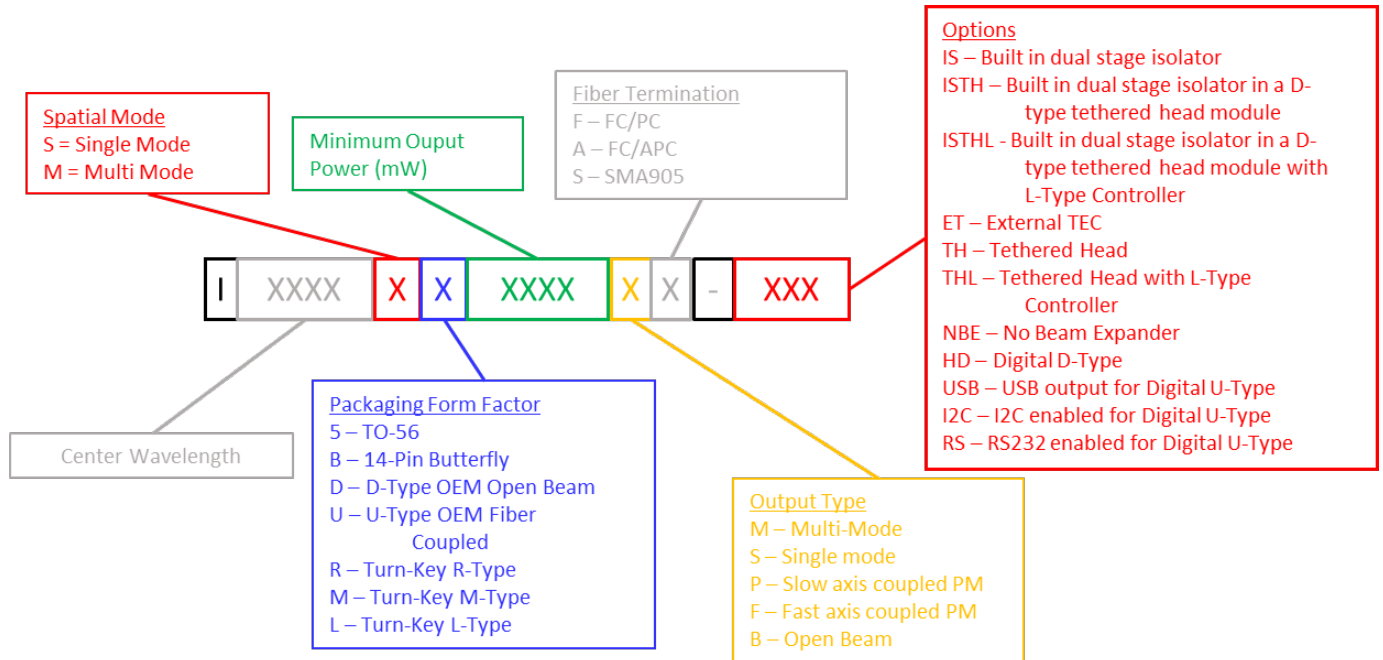 Options
IS – Built in dual stage isolator
ISTH – Built in dual stage isolator in a D-
type tethered head module
ISTHL - Built in dual stage isolator in a D-
type tethered head module with
L-Type Controller
ET – External TEC
TH – Tethered Head
THL – Tethered Head with L-Type
Controller
NBE – No Beam Expander
HD – Digital D-Type
USB – USB output for Digital U-Type
I2C – I2C enabled for Digital U-Type
RS – RS232 enabled for Digital U-Type
Fiber Termination
F – FC/PC
A – FC/APC
S – SMA905
Spatial Mode
S = Single Mode
M = Multi Mode
Minimum Ouput
Power (mW)
I XXXX X X XXXX X X - XXX
Center Wavelength
Packaging Form Factor
5 – TO-56
B – 14-Pin Butterfly
D – D-Type OEM Open Beam
U – U-Type OEM Fiber
Coupled
R – Turn-Key R-Type
M – Turn-Key M-Type
L – Turn-Key L-Type
Output Type
M – Multi-Mode
S – Single mode
P – Slow axis coupled PM
F – Fast axis coupled PM
B – Open Beam